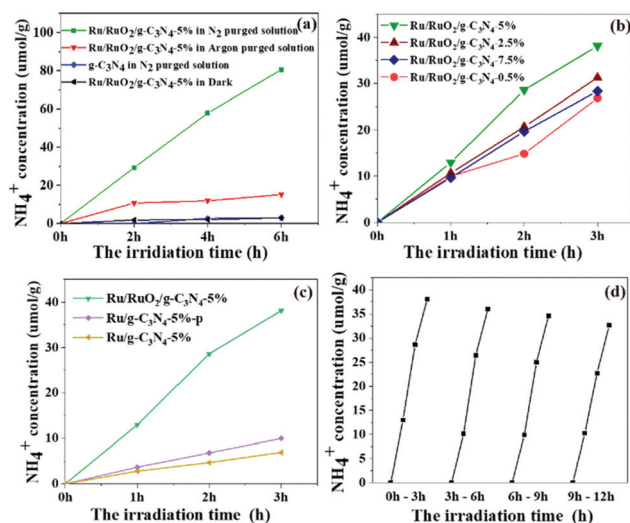 (a)
Ru/RuO₂/g-C₃N₄-5% in N₂ purged solution
Ru/RuO₂/g-C₃N₄-5% in Argon purged solution
g-C₃N₄ in N₂ purged solution
Ru/RuO₂/g-C₃N₄-5% in Dark
NH₄⁺ concentration (umol/g)
100
80
60
40
20
0
0h 2h 4h 6h
The irridiation time (h)
(b)
Ru/RuO₂/g-C₃N₄-5%
Ru/RuO₂/g-C₃N₄-2.5%
Ru/RuO₂/g-C₃N₄-7.5%
Ru/RuO₂/g-C₃N₄-0.5%
NH₄⁺ concentration (umol/g)
40
30
20
10
0
0h 1h 2h 3h
The irridiation time (h)
(c)
Ru/RuO₂/g-C₃N₄-5%
Ru/g-C₃N₄-5%-p
Ru/g-C₃N₄-5%
NH₄⁺ concentration (umol/g)
40
30
20
10
0
0h 1h 2h 3h
The irradiation time (h)
(d)
NH₄⁺ concentration (umol/g)
40
35
30
25
20
15
10
5
0
0h - 3h 3h - 6h 6h - 9h 9h - 12h
The irradiation time (h)